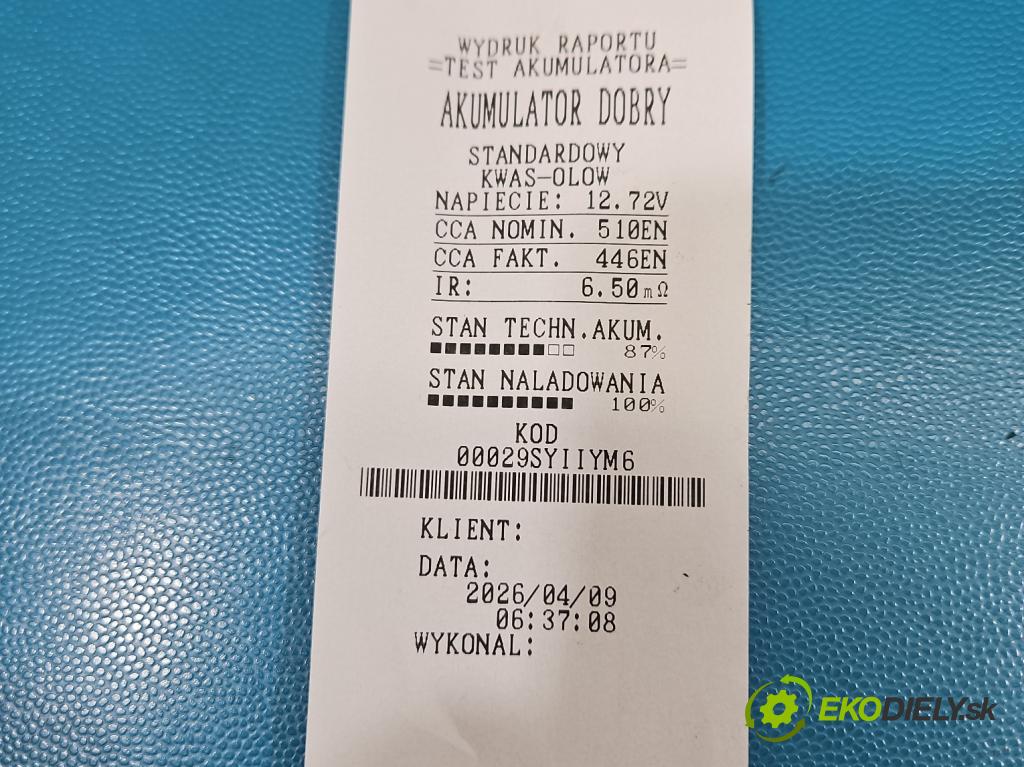 WYDRUK RAPORTU
=TEST AKUMULATORA=
AKUMULATOR DOBRY
STANDARDOWY
KWAS-OLOW
NAPIECIE: 12.72V
CCA NOMIN. 510EN
CCA FAKT. 446EN
IR: 6.50mΩ
STAN TECHN.AKUM.
87%
STAN NALADOWANIA
100%
KOD
00029SYIIYM6
KLIENT:
DATA:
2026/04/09
06:37:08
WYKONAL:
EKODIELY.sk